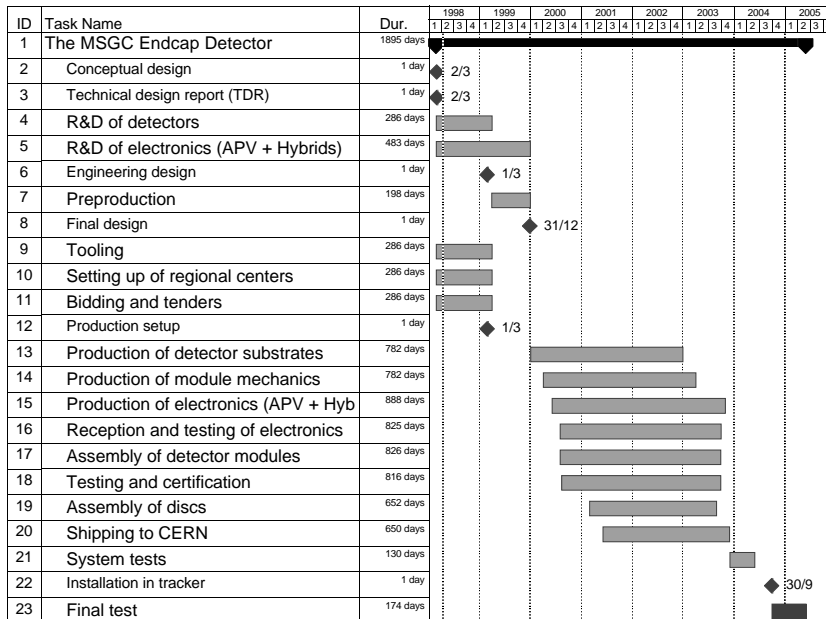 1998 1999 2000 2001 2002 2003 2004 2005
ID Task Name Dur. 1 2 3 4 1 2 3 4 1 2 3 4 1 2 3 4 1 2 3 4 1 2 3 4 1 2 3 4 1 2 3
1 The MSGC Endcap Detector 1895 days
2 Conceptual design 1 day 2/3
3 Technical design report (TDR) 1 day 2/3
4 R&D of detectors 286 days
5 R&D of electronics (APV + Hybrids) 483 days
6 Engineering design 1 day 1/3
7 Preproduction 198 days
8 Final design 1 day 31/12
9 Tooling 286 days
10 Setting up of regional centers 286 days
11 Bidding and tenders 286 days
12 Production setup 1 day 1/3
13 Production of detector substrates 782 days
14 Production of module mechanics 782 days
15 Production of electronics (APV + Hyb 888 days
16 Reception and testing of electronics 825 days
17 Assembly of detector modules 826 days
18 Testing and certification 816 days
19 Assembly of discs 652 days
20 Shipping to CERN 650 days
21 System tests 130 days
22 Installation in tracker 1 day 30/9
23 Final test 174 days